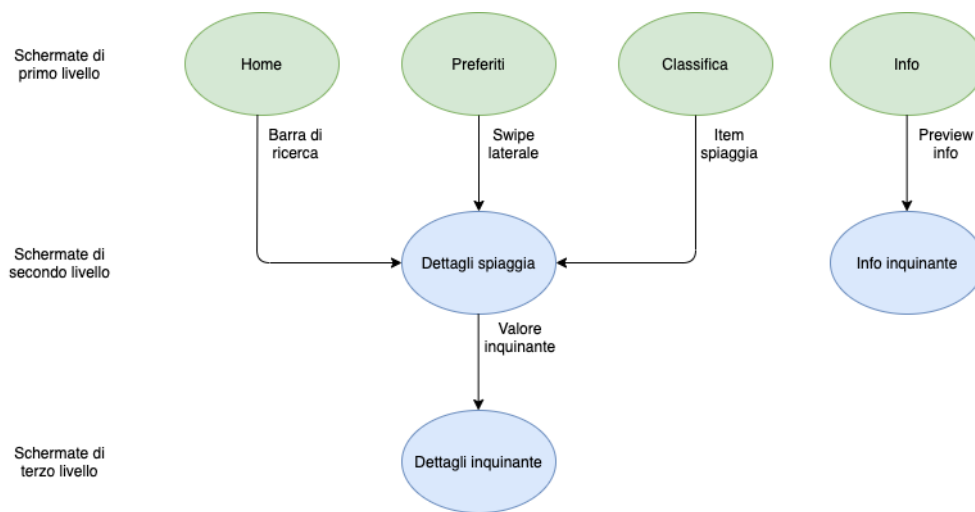 Schermate di
primo livello
Home
Preferiti
Classifica
Info
Barra di
ricerca
Swipe
laterale
Item
spiaggia
Preview
info
Schermate di
secondo livello
Dettagli spiaggia
Info inquinante
Valore
inquinante
Schermate di
terzo livello
Dettagli inquinante